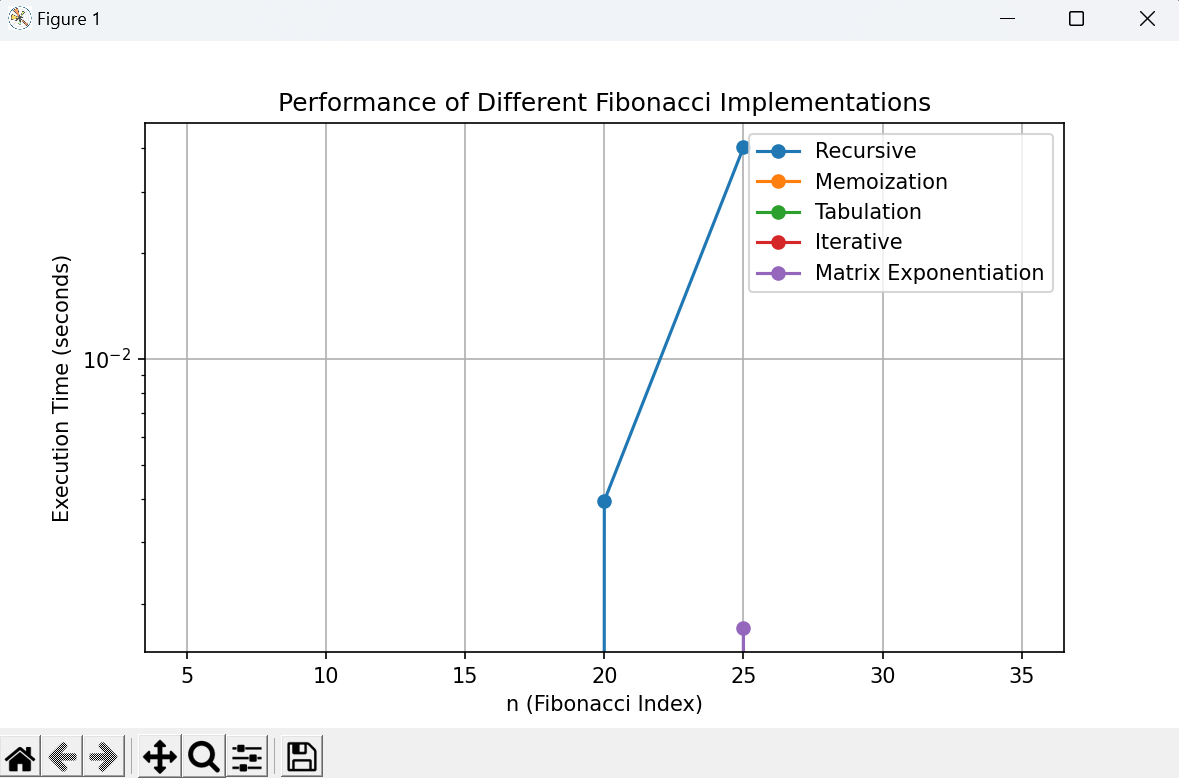 Figure 1
Performance of Different Fibonacci Implementations
Recursive
Memoization
Tabulation
Iterative
Matrix Exponentiation
Execution Time (seconds)
10⁻²
5 10 15 20 25 30 35
n (Fibonacci Index)